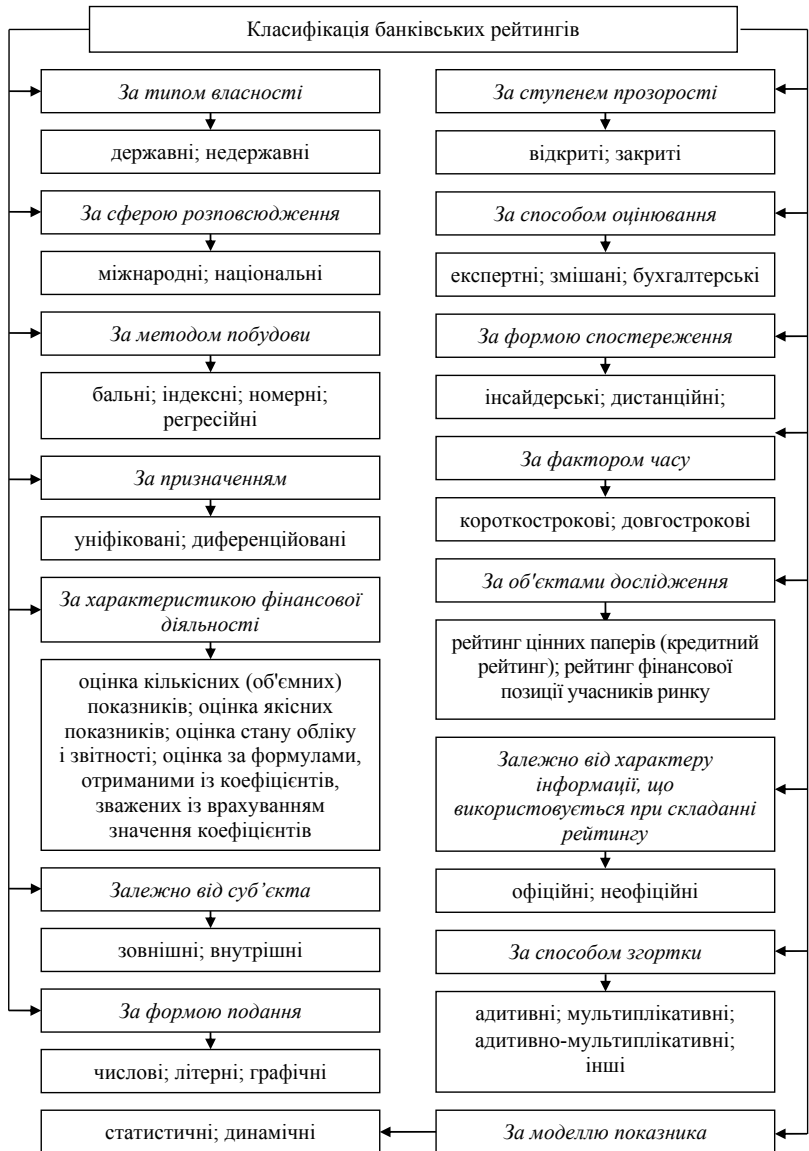 Класифікація банківських рейтингів
За типом власності
державні; недержавні
За сферою розповсюдження
міжнародні; національні
За методом побудови
бальні; індексні; номерні;
регресійні
За призначенням
уніфіковані; диференційовані
За характеристикою фінансової
діяльності
оцінка кількісних (об'ємних)
показників; оцінка якісних
показників; оцінка стану обліку
і звітності; оцінка за формулами,
отриманими із коефіцієнтів,
зважених із врахуванням
значення коефіцієнтів
Залежно від суб’єкта
зовнішні; внутрішні
За формою подання
числові; літерні; графічні
За ступенем прозорості
відкриті; закриті
За способом оцінювання
експертні; змішані; бухгалтерські
За формою спостереження
інсайдерські; дистанційні;
За фактором часу
короткострокові; довгострокові
За об'єктами дослідження
рейтинг цінних паперів (кредитний
рейтинг); рейтинг фінансової
позиції учасників ринку
Залежно від характеру
інформації, що
використовується при складанні
рейтингу
офіційні; неофіційні
За способом згортки
адитивні; мультиплікативні;
адитивно-мультиплікативні;
інші
За моделлю показника
статистичні; динамічні